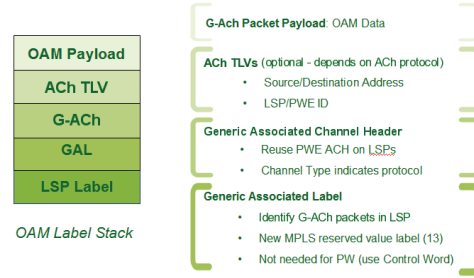 OAM Payload
ACh TLV
G-ACh
GAL
LSP Label
OAM Label Stack
G-Ach Packet Payload: OAM Data
ACh TLVs (optional - depends on ACh protocol)
• Source/Destination Address
• LSP/PWE ID
Generic Associated Channel Header
• Reuse PWE ACH on LSPs
• Channel Type indicates protocol
Generic Associated Label
• Identify G-ACh packets in LSP
• New MPLS reserved value label (13)
• Not needed for PW (use Control Word)